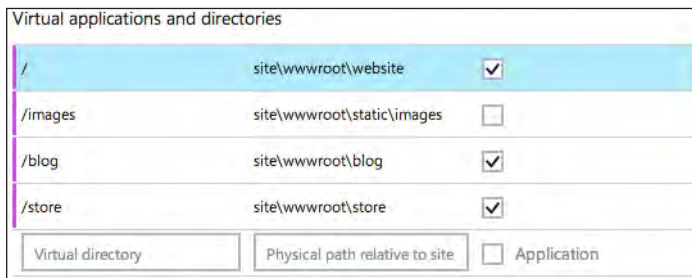 Virtual applications and directories
/ site\wwwroot\website
/images site\wwwroot\static\images
/blog site\wwwroot\blog
/store site\wwwroot\store
Virtual directory Physical path relative to site Application